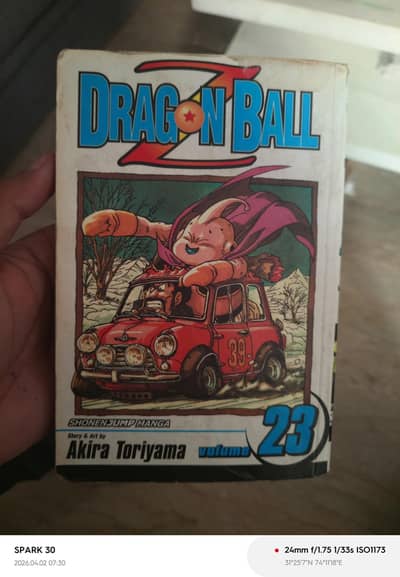 DRAGON BALL
Z
39
SHONEN JUMP MANGA
Story & Art by
Akira Toriyama
volume 23
SPARK 30
2026.04.02 07:30
24mm f/1.75 1/33s ISO1173
31°25'7"N 74°11'18"E